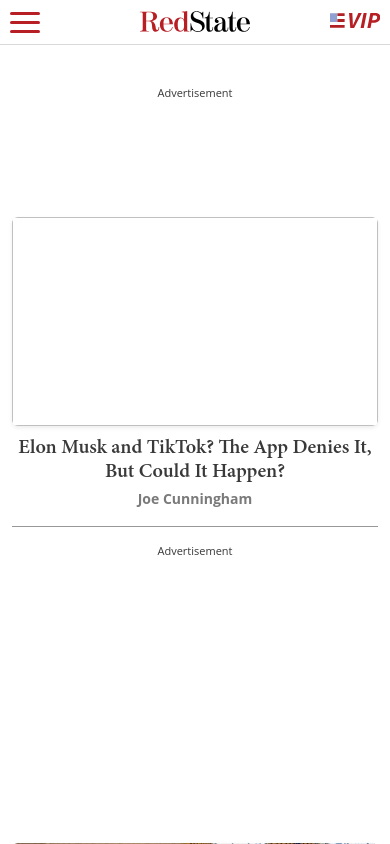 RedState
VIP
Advertisement
Elon Musk and TikTok? The App Denies It,
But Could It Happen?
Joe Cunningham
Advertisement